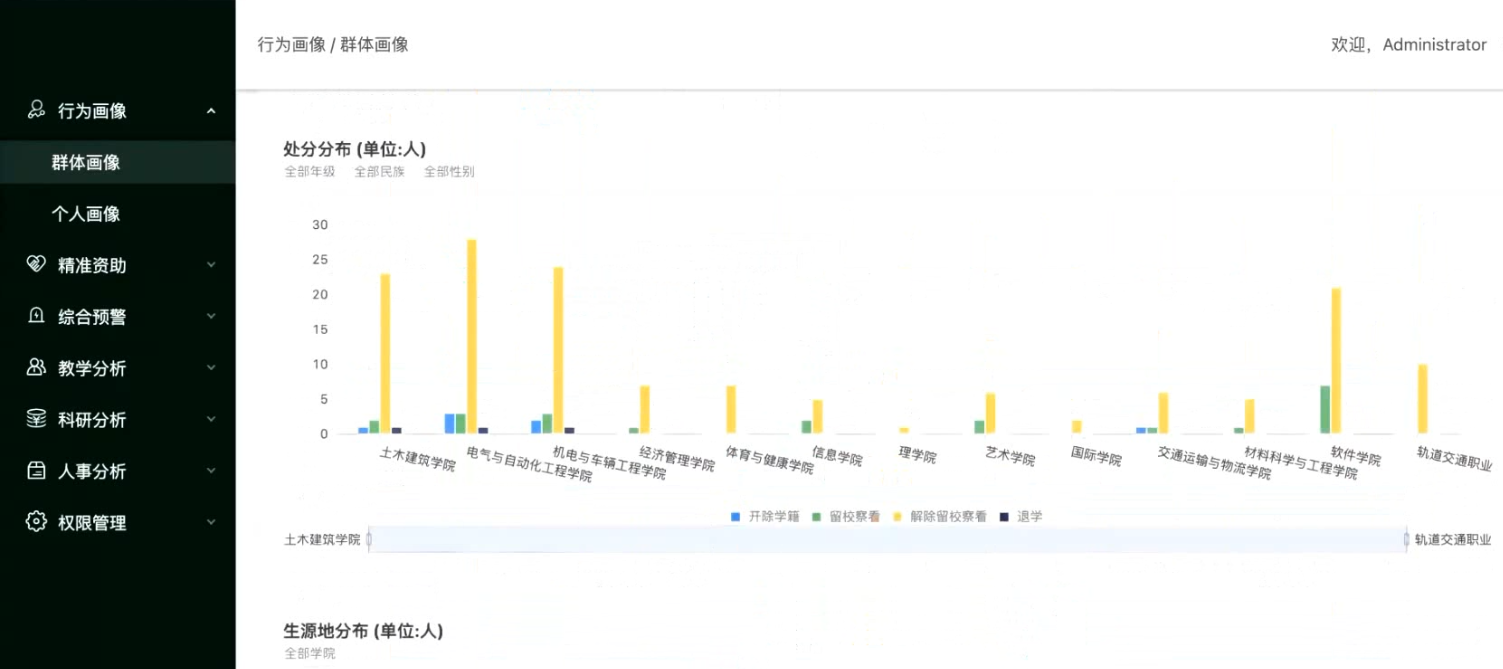 行为画像 / 群体画像
欢迎，Administrator
行为画像
群体画像
个人画像
精准资助
综合预警
教学分析
科研分析
人事分析
权限管理
处分分布 (单位:人)
全部年级 全部民族 全部性别
30
25
20
15
10
5
0
土木建筑学院
电气与自动化工程学院
机电与车辆工程学院
经济管理学院
体育与健康学院
信息学院
理学院
艺术学院
国际学院
交通运输与物流学院
材料科学与工程学院
软件学院
轨道交通职业
开除学籍 留校察看 解除留校察看 退学
土木建筑学院
轨道交通职业
生源地分布 (单位:人)
全部学院